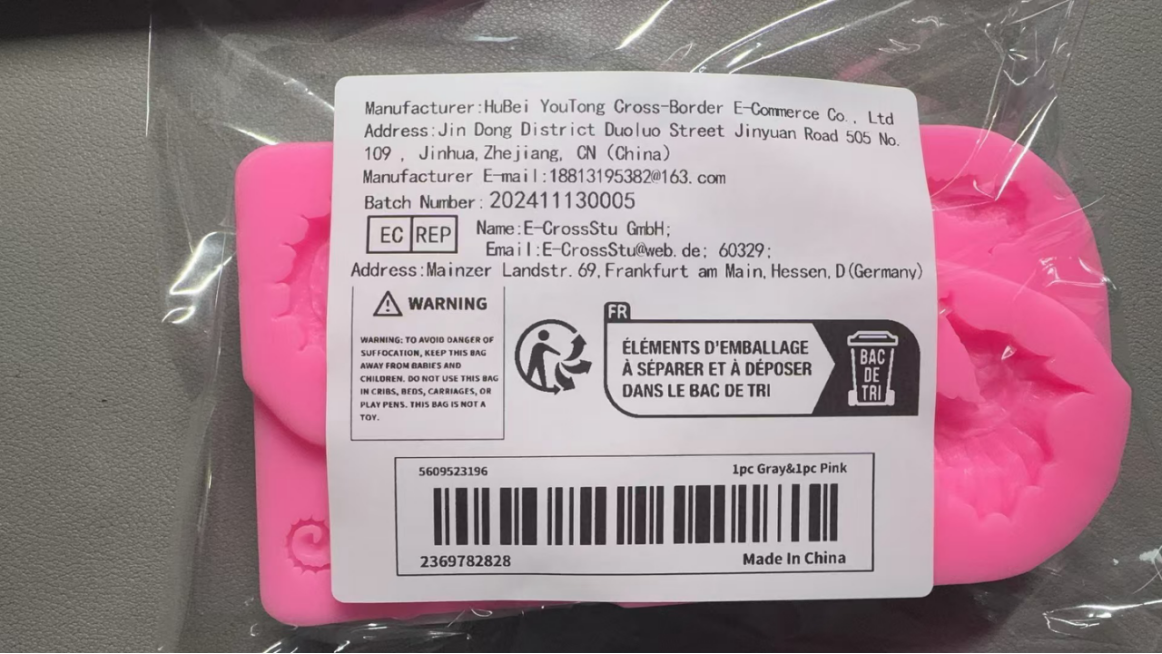 Manufacturer:HuBei YouTong Cross-Border E-Commerce Co., Ltd
Address:Jin Dong District Duoluo Street Jinyuan Road 505 No.
109 , Jinhua,Zhejiang, CN (China)
Manufacturer E-mail:18813195382@163.com
Batch Number: 202411130005
EC REP
Name:E-CrossStu GmbH;
Email:E-CrossStu@web.de; 60329;
Address:Mainzer Landstr.69,Frankfurt am Main,Hessen,D(Germany)
WARNING
WARNING: TO AVOID DANGER OF
SUFFOCATION, KEEP THIS BAG
AWAY FROM BABIES AND
CHILDREN. DO NOT USE THIS BAG
IN CRIBS, BEDS, CARRIAGES, OR
PLAY PENS. THIS BAG IS NOT A
TOY.
FR
ÉLÉMENTS D'EMBALLAGE
À SÉPARER ET À DÉPOSER
DANS LE BAC DE TRI
BAC
DE
TRI
5609523196
1pc Gray&1pc Pink
2369782828
Made In China